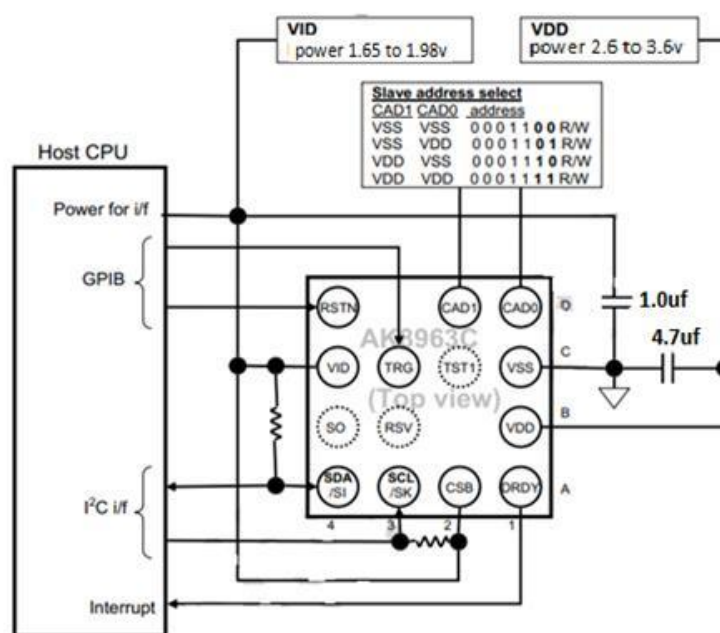 VID
power 1.65 to 1.98v
VDD
power 2.6 to 3.6v
Slave address select
CAD1 CAD0 address
VSS VSS 0 0 0 1 1 0 0 R/W
VSS VDD 0 0 0 1 1 0 1 R/W
VDD VSS 0 0 0 1 1 1 0 R/W
VDD VDD 0 0 0 1 1 1 1 R/W
Host CPU
Power for i/f
GPIB
RSTN
CAD1
CAD0
1.0uf
AK8963C
VID
TRG
TST1
VSS
C
4.7uf
(Top view)
SO
RSV
VDD
B
SDA
/SI
SCL
/SK
CSB
DRDY
A
4
3
2
1
I²C i/f
Interrupt